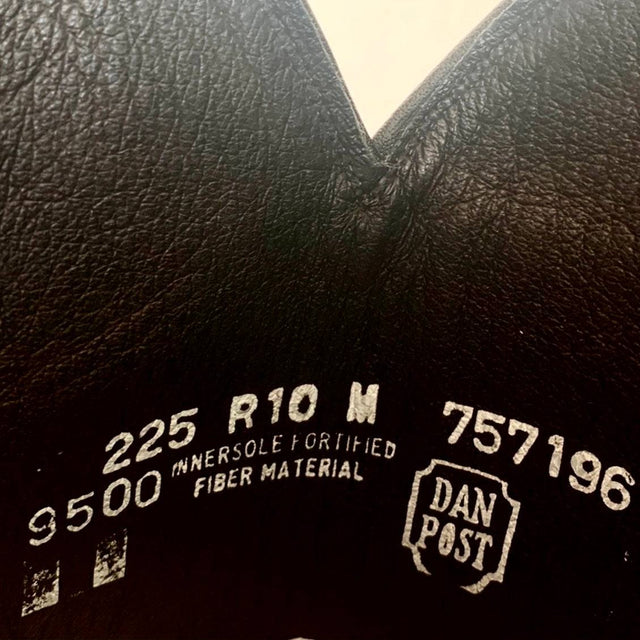 225 R10 M 757196
9500 INNERSOLE FORTIFIED
FIBER MATERIAL
DAN
POST